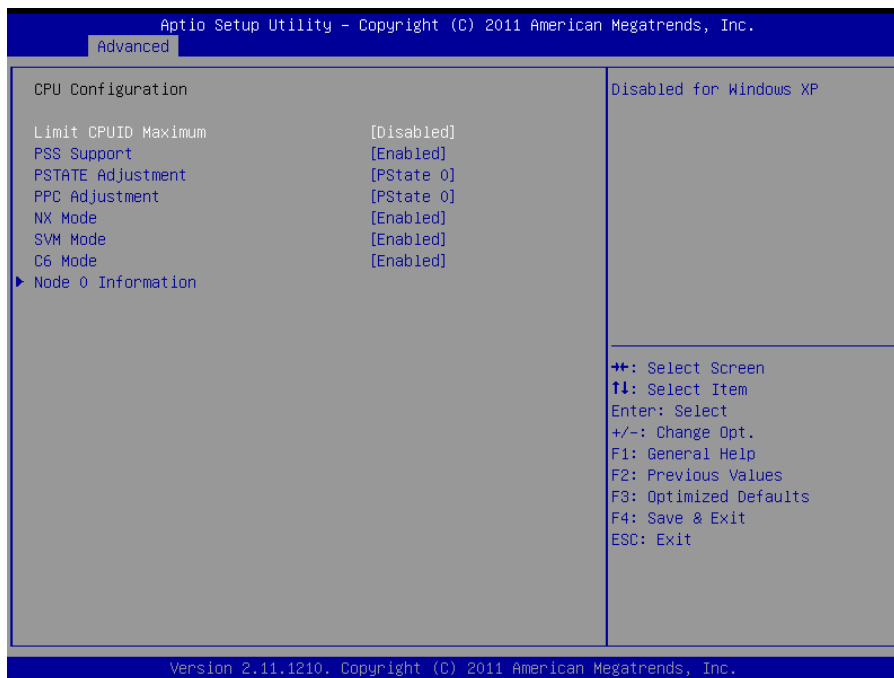 Aptio Setup Utility – Copyright (C) 2011 American Megatrends, Inc.
Advanced
CPU Configuration
Limit CPUID Maximum [Disabled]
PSS Support [Enabled]
PSTATE Adjustment [PState 0]
PPC Adjustment [PState 0]
NX Mode [Enabled]
SVM Mode [Enabled]
C6 Mode [Enabled]
Node 0 Information
Disabled for Windows XP
→←: Select Screen
↑↓: Select Item
Enter: Select
+/-: Change Opt.
F1: General Help
F2: Previous Values
F3: Optimized Defaults
F4: Save & Exit
ESC: Exit
Version 2.11.1210. Copyright (C) 2011 American Megatrends, Inc.